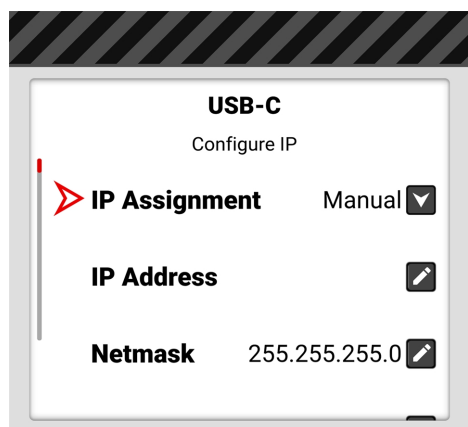 USB-C
Configure IP
IP Assignment Manual
IP Address
Netmask 255.255.255.0